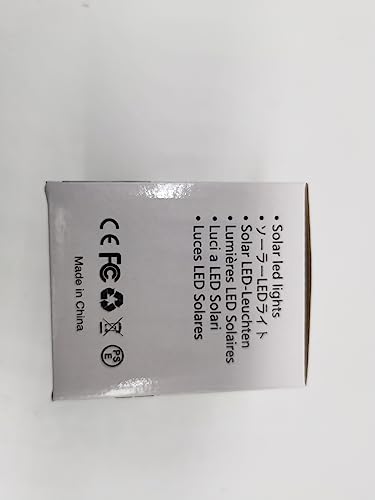 • Solar led lights
• ソーラーLEDライト
• Solar LED-Leuchten
• Lumières LED Solaires
• Luci a LED Solari
• Luces LED Solares
CE FC PS E
Made in China